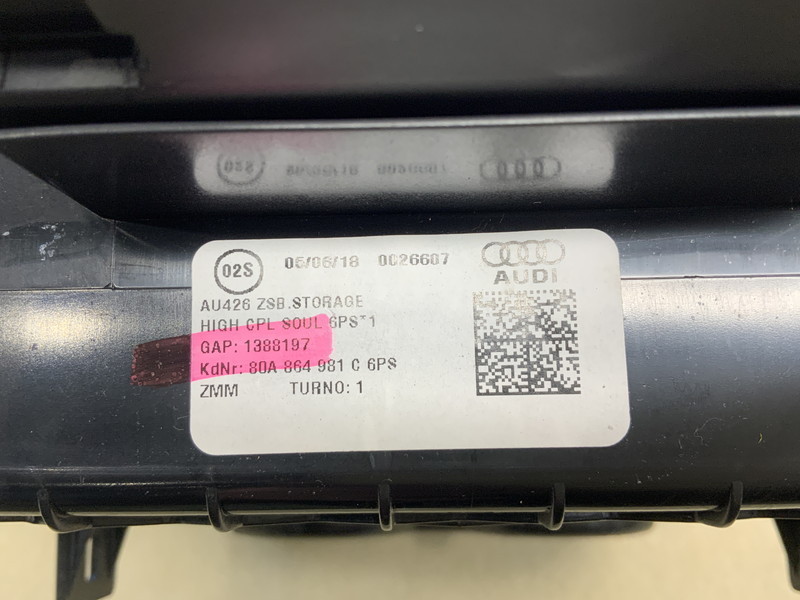 02S 05/06/18 0026607
AUDI
AU426 ZSB.STORAGE
HIGH CPL SOUL 6PS*1
GAP: 1388197
KdNr: 80A 864 981 C 6PS
ZMM TURNO: 1